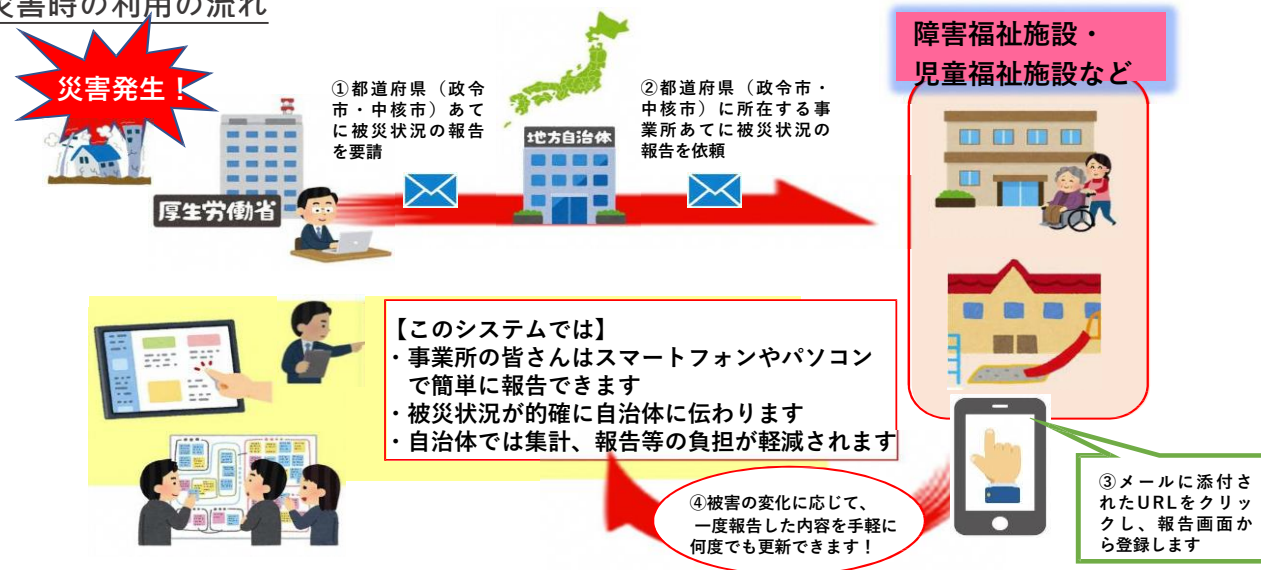 災害時の利用の流れ
災害発生！
①都道府県（政令
市・中核市）あて
に被災状況の報告
を要請
②都道府県（政令市・
中核市）に所在する事
業所あてに被災状況の
報告を依頼
障害福祉施設・
児童福祉施設など
地方自治体
厚生労働省
【このシステムでは】
・事業所の皆さんはスマートフォンやパソコン
で簡単に報告できます
・被災状況が的確に自治体に伝わります
・自治体では集計、報告等の負担が軽減されます
③メールに添付さ
れたURLをクリッ
クし、報告画面か
ら登録します
④被害の変化に応じて、
一度報告した内容を手軽に
何度でも更新できます！